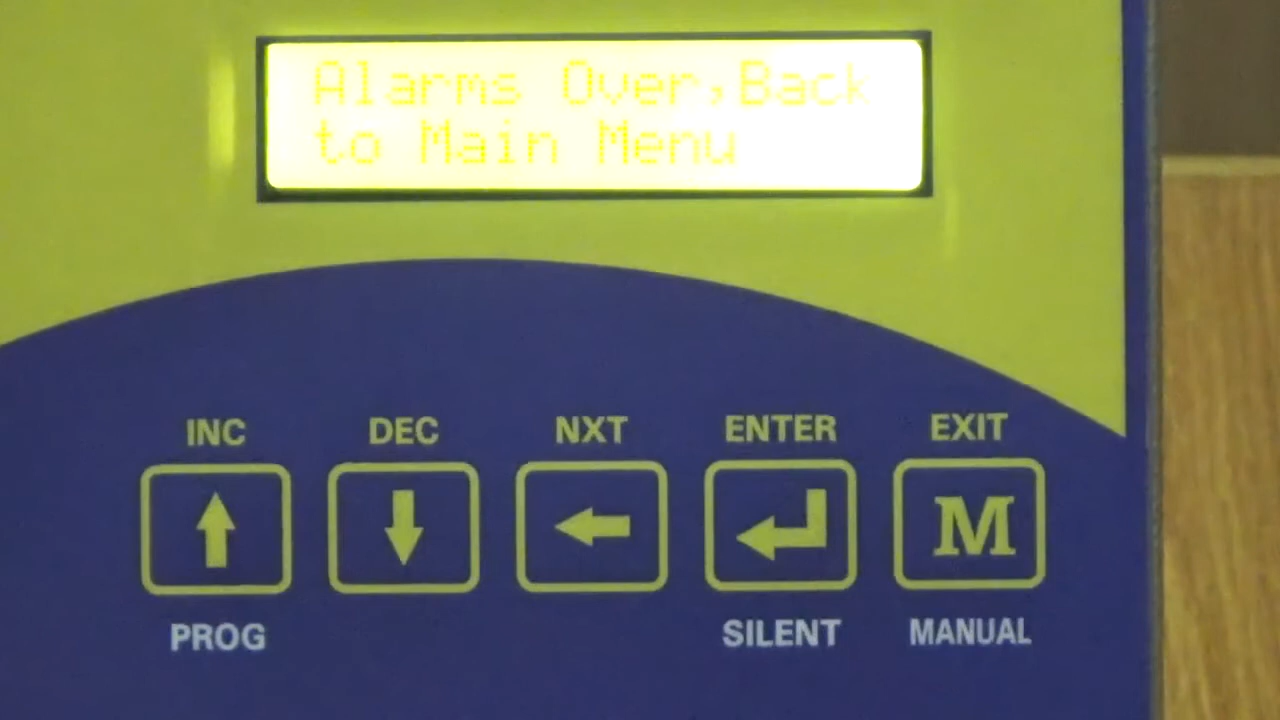 Alarms Over,Back
to Main Menu
INC DEC NXT ENTER EXIT
M
PROG SILENT MANUAL